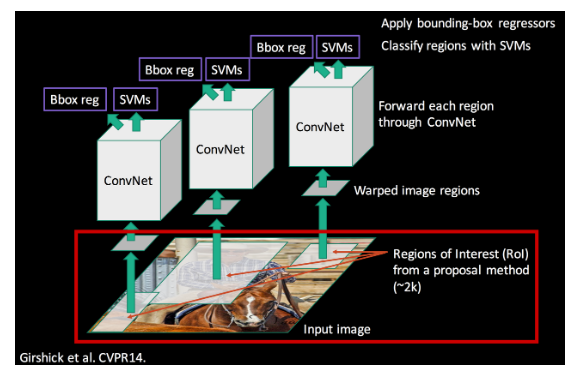 Apply bounding-box regressors
Bbox reg
SVMs
Classify regions with SVMs
Bbox reg
SVMs
Bbox reg
SVMs
ConvNet
ConvNet
ConvNet
Forward each region
through ConvNet
Warped image regions
Regions of Interest (RoI)
from a proposal method
(~2k)
Input image
Girshick et al. CVPR14.